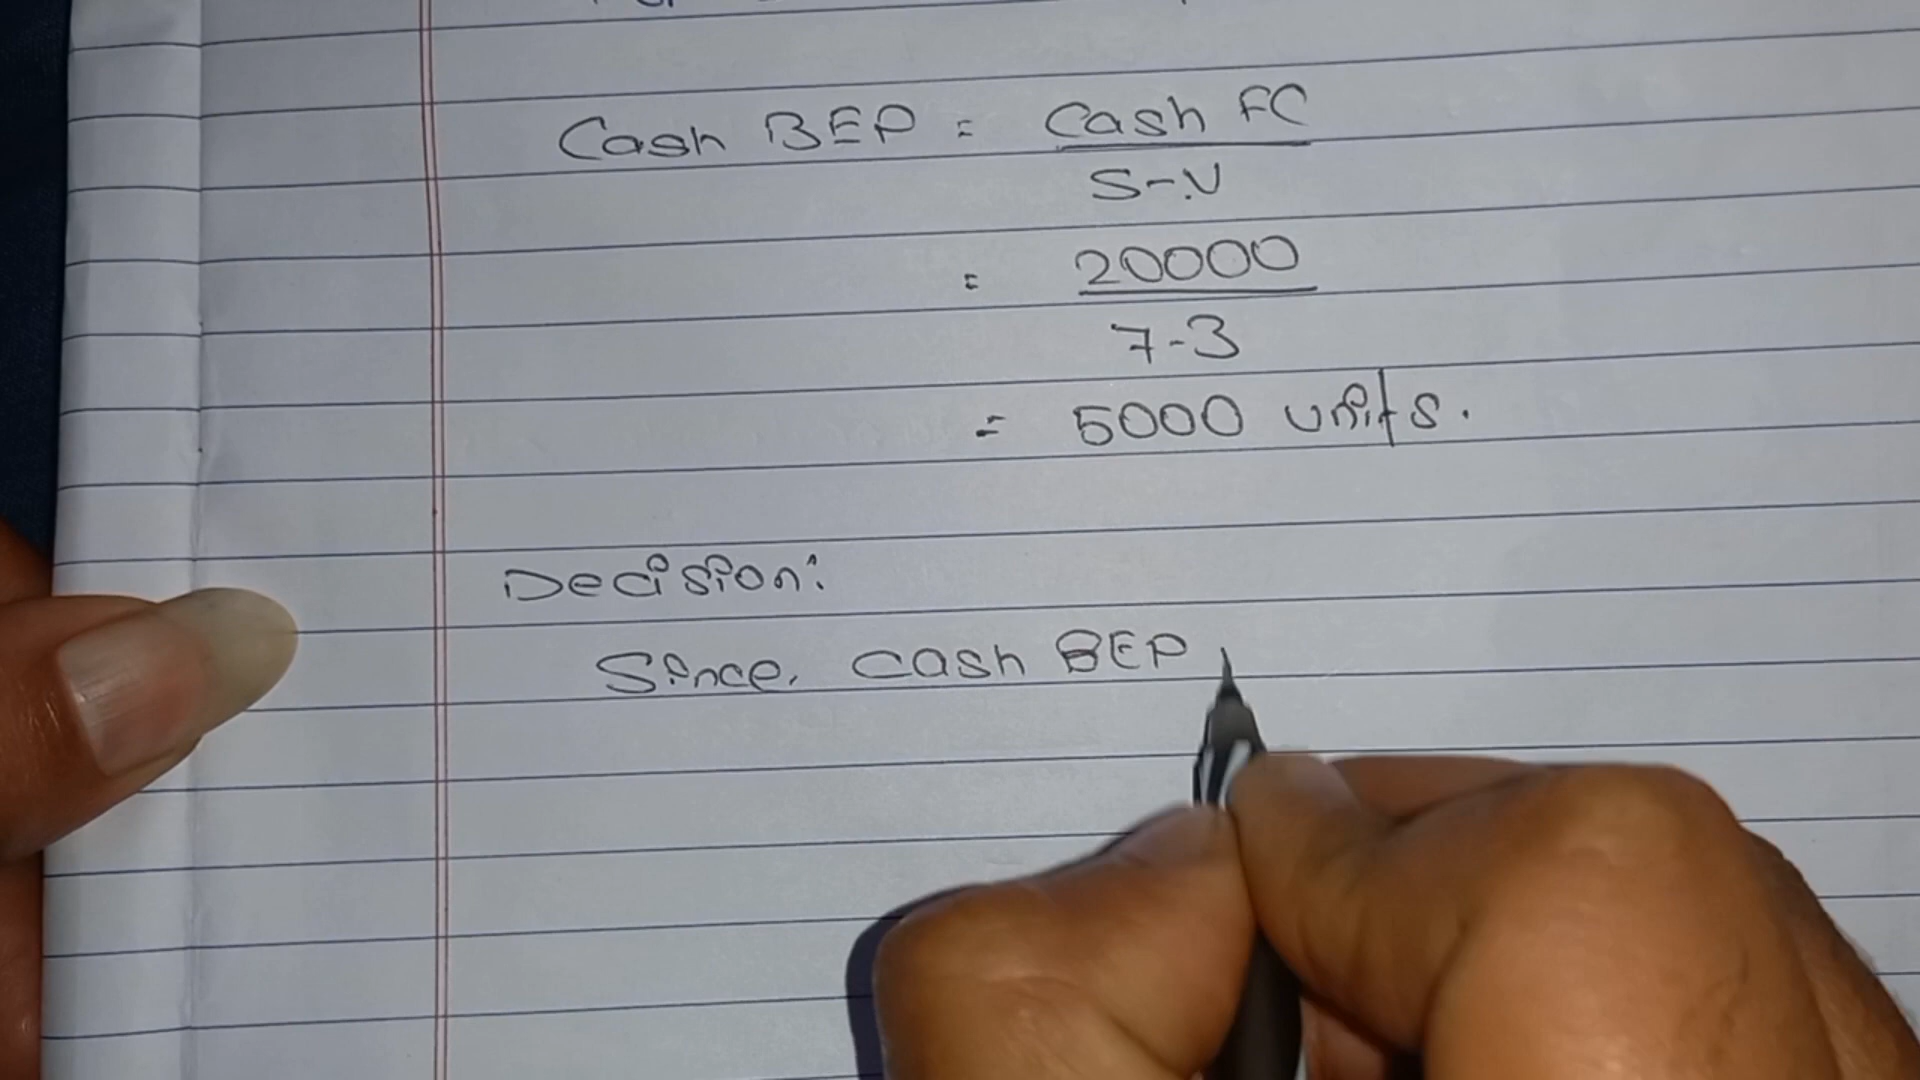 Cash BEP = Cash FC
S-V
= 20000
7-3
= 5000 units.
Decision:
Since, cash BEP